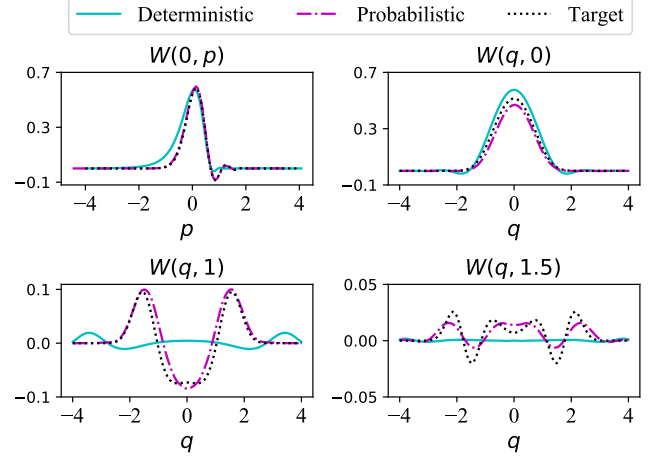 Deterministic Probabilistic Target
W(0, p) W(q, 0)
0.7 0.7
0.3 0.3
−0.1 −0.1
−4 −2 0 2 4 −4 −2 0 2 4
p q
W(q, 1) W(q, 1.5)
0.1 0.05
0.0 0.00
−0.1 −0.05
−4 −2 0 2 4 −4 −2 0 2 4
q q